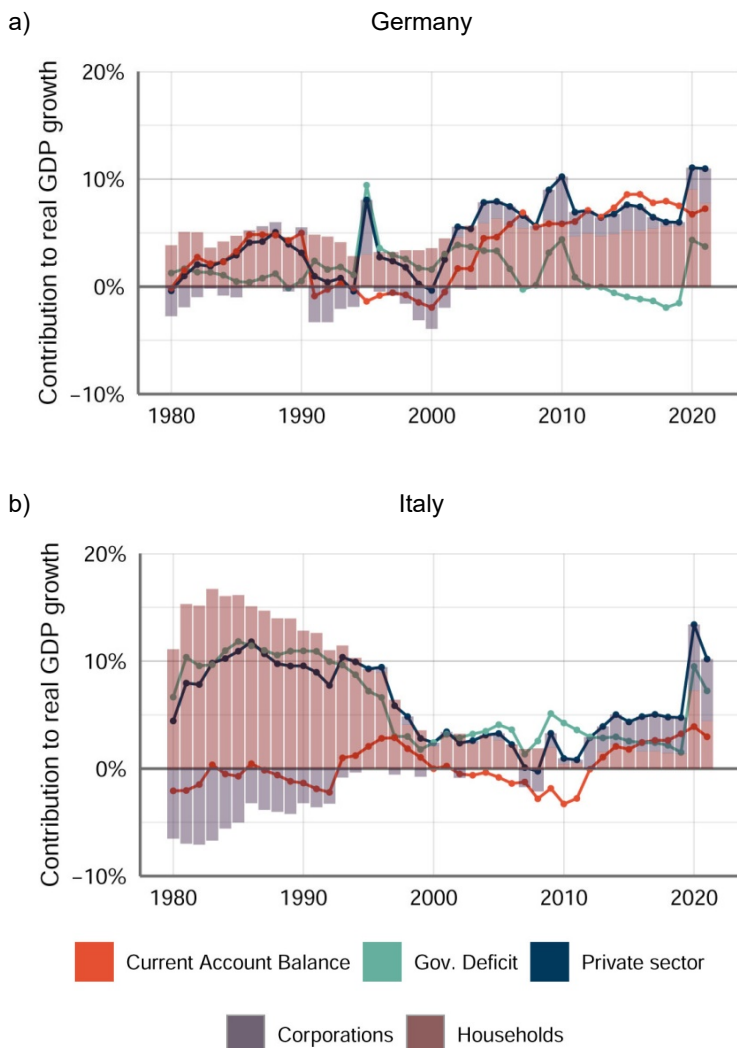 a)
Germany
Contribution to real GDP growth
20%
10%
0%
−10%
1980 1990 2000 2010 2020
b)
Italy
Contribution to real GDP growth
20%
10%
0%
−10%
1980 1990 2000 2010 2020
Current Account Balance Gov. Deficit Private sector
Corporations Households